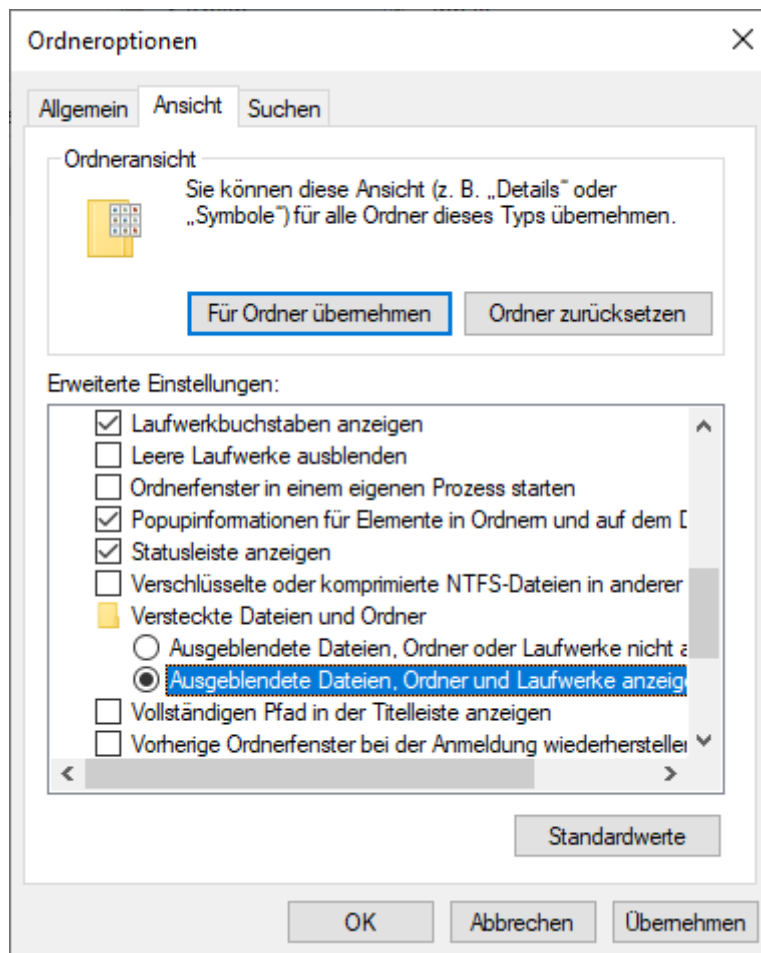 Ordneroptionen
Allgemein
Ansicht
Suchen
Ordneransicht
Sie können diese Ansicht (z. B. „Details“ oder
„Symbole“) für alle Ordner dieses Typs übernehmen.
Für Ordner übernehmen
Ordner zurücksetzen
Erweiterte Einstellungen:
Laufwerkbuchstaben anzeigen
Leere Laufwerke ausblenden
Ordnerfenster in einem eigenen Prozess starten
Popupinformationen für Elemente in Ordnern und auf dem D
Statusleiste anzeigen
Verschlüsselte oder komprimierte NTFS-Dateien in anderer
Versteckte Dateien und Ordner
Ausgeblendete Dateien, Ordner oder Laufwerke nicht a
Ausgeblendete Dateien, Ordner und Laufwerke anzeige
Vollständigen Pfad in der Titelleiste anzeigen
Vorherige Ordnerfenster bei der Anmeldung wiederhersteller
Standardwerte
OK
Abbrechen
Übernehmen